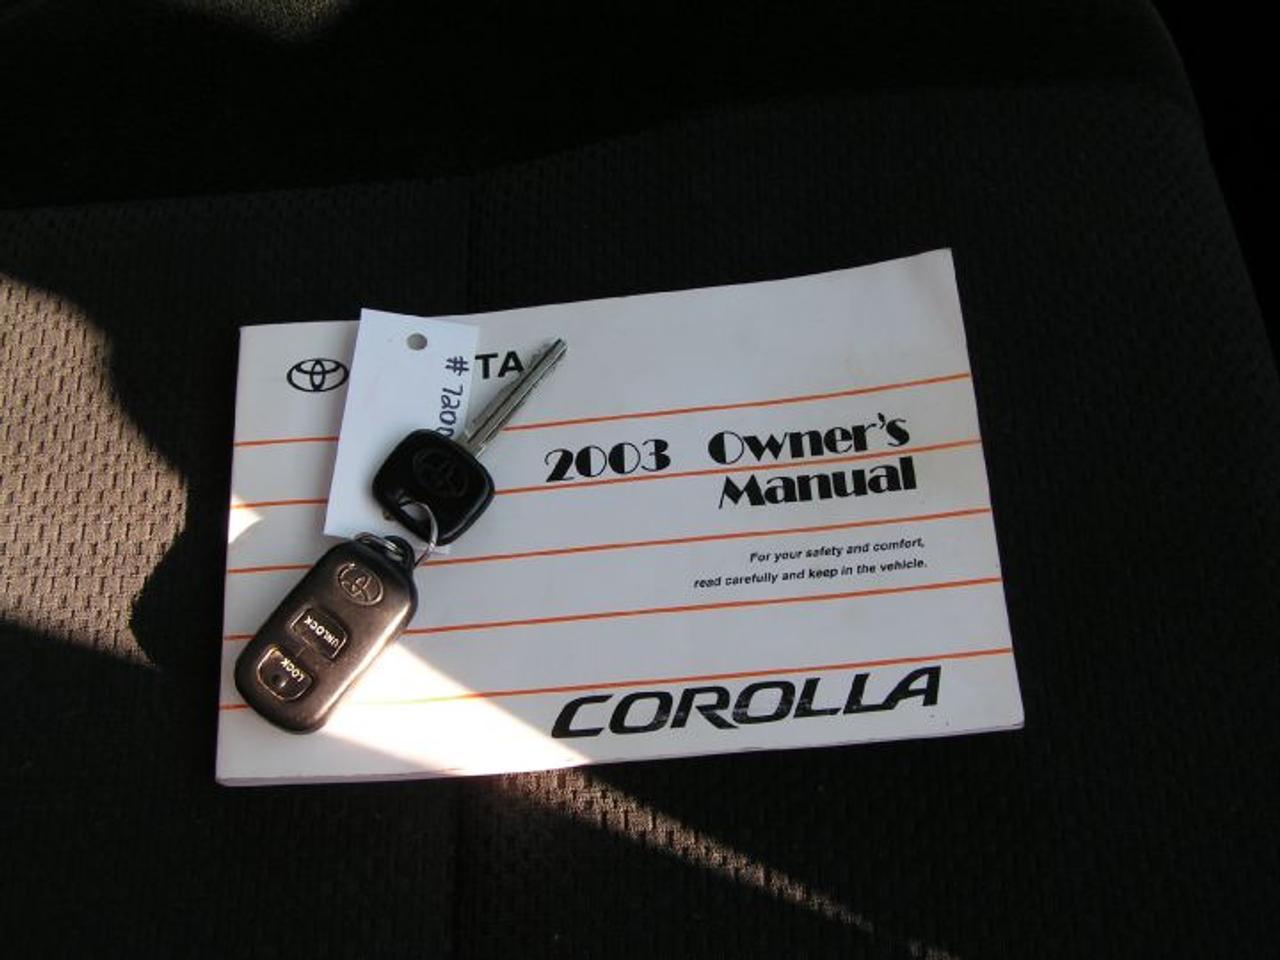 TA
2003 Owner's
Manual
For your safety and comfort,
read carefully and keep in the vehicle.
COROLLA
UNLOCK
LOCK